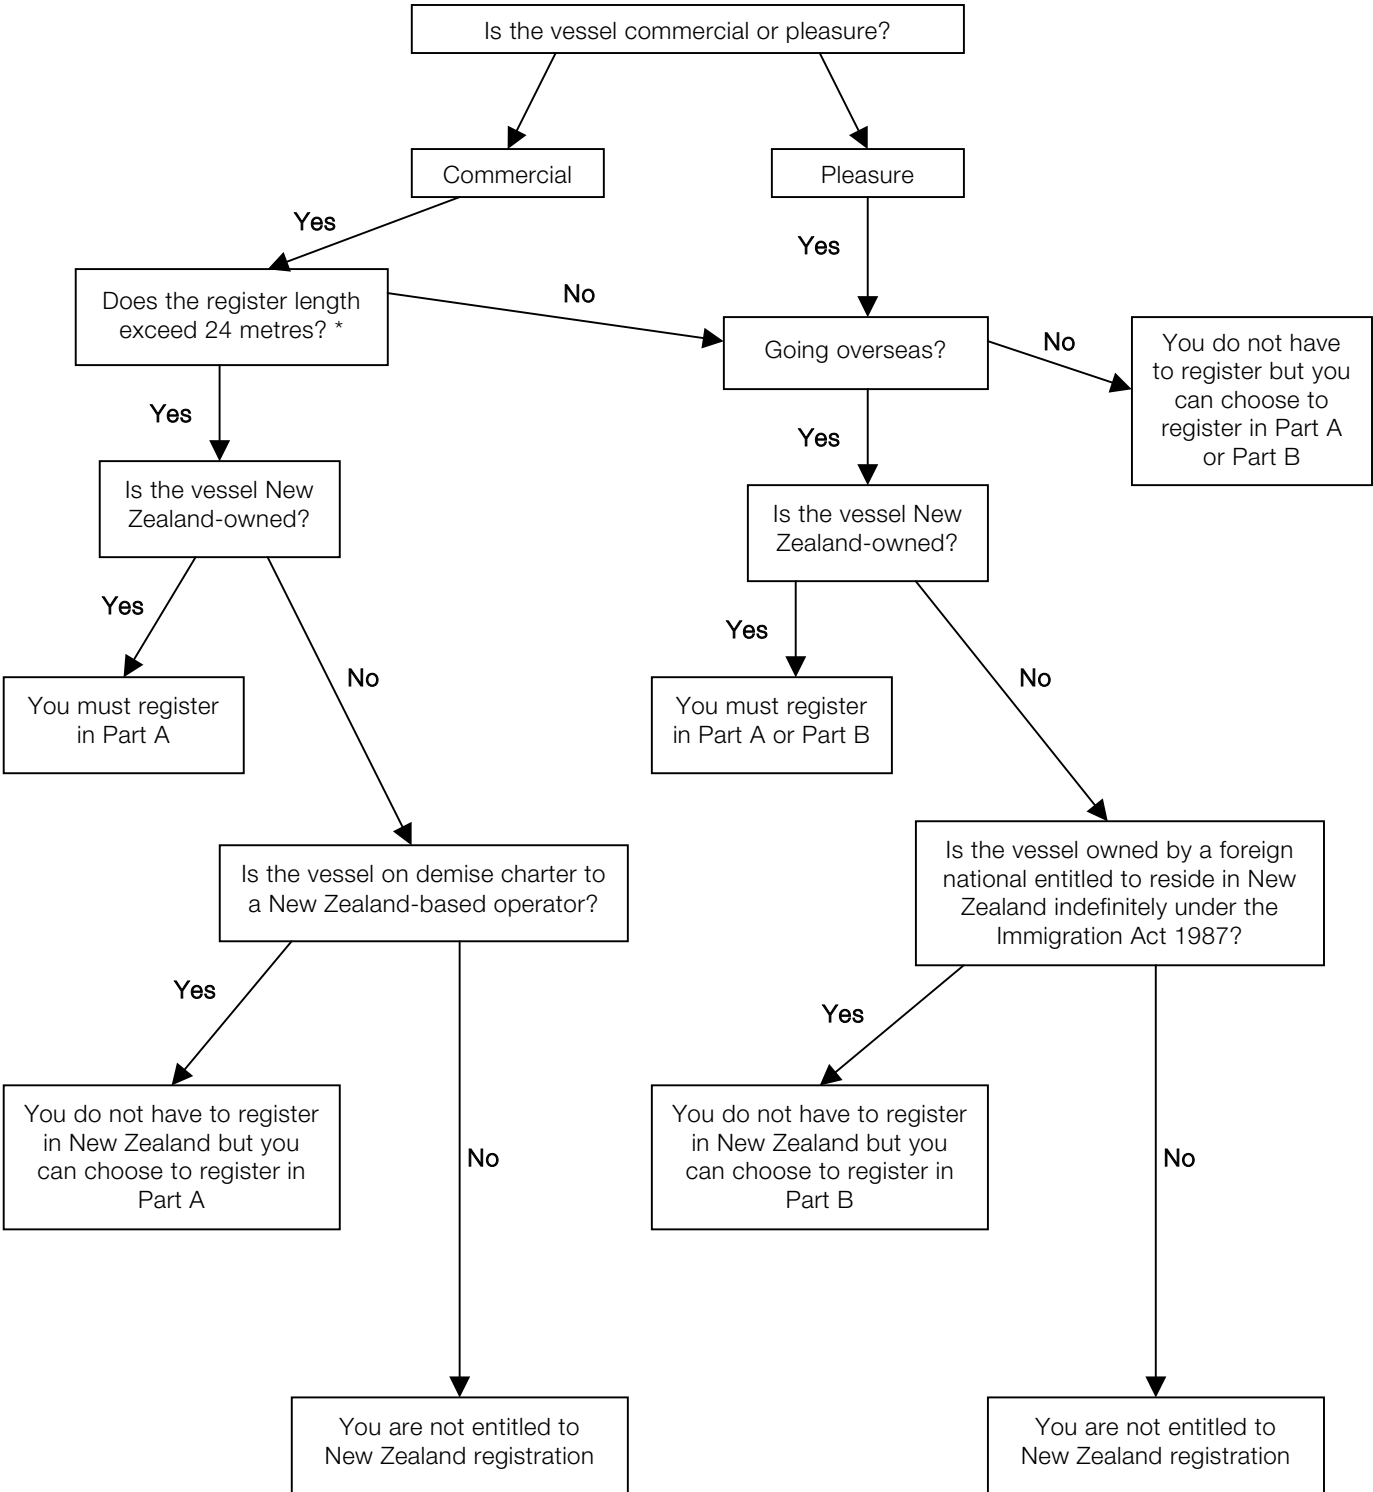 Is the vessel commercial or pleasure?
Commercial
Pleasure
Yes
Yes
Does the register length
exceed 24 metres? *
No
Going overseas?
No
You do not have
to register but you
can choose to
register in Part A
or Part B
Yes
Yes
Is the vessel New
Zealand-owned?
Is the vessel New
Zealand-owned?
Yes
No
Yes
No
You must register
in Part A
You must register
in Part A or Part B
Is the vessel on demise charter to
a New Zealand-based operator?
Is the vessel owned by a foreign
national entitled to reside in New
Zealand indefinitely under the
Immigration Act 1987?
Yes
No
Yes
No
You do not have to register
in New Zealand but you
can choose to register in
Part A
You do not have to register
in New Zealand but you
can choose to register in
Part B
You are not entitled to
New Zealand registration
You are not entitled to
New Zealand registration